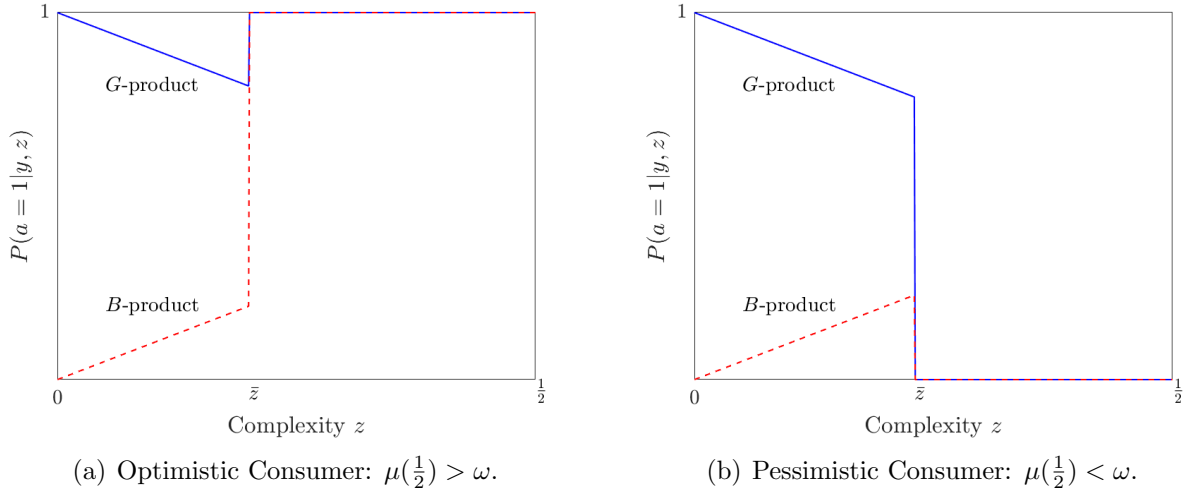 1
G-product
B-product
P(a = 1|y, z)
0
z̄
1/2
Complexity z
(a) Optimistic Consumer: μ(1/2) > ω.
1
G-product
B-product
P(a = 1|y, z)
0
z̄
1/2
Complexity z
(b) Pessimistic Consumer: μ(1/2) < ω.